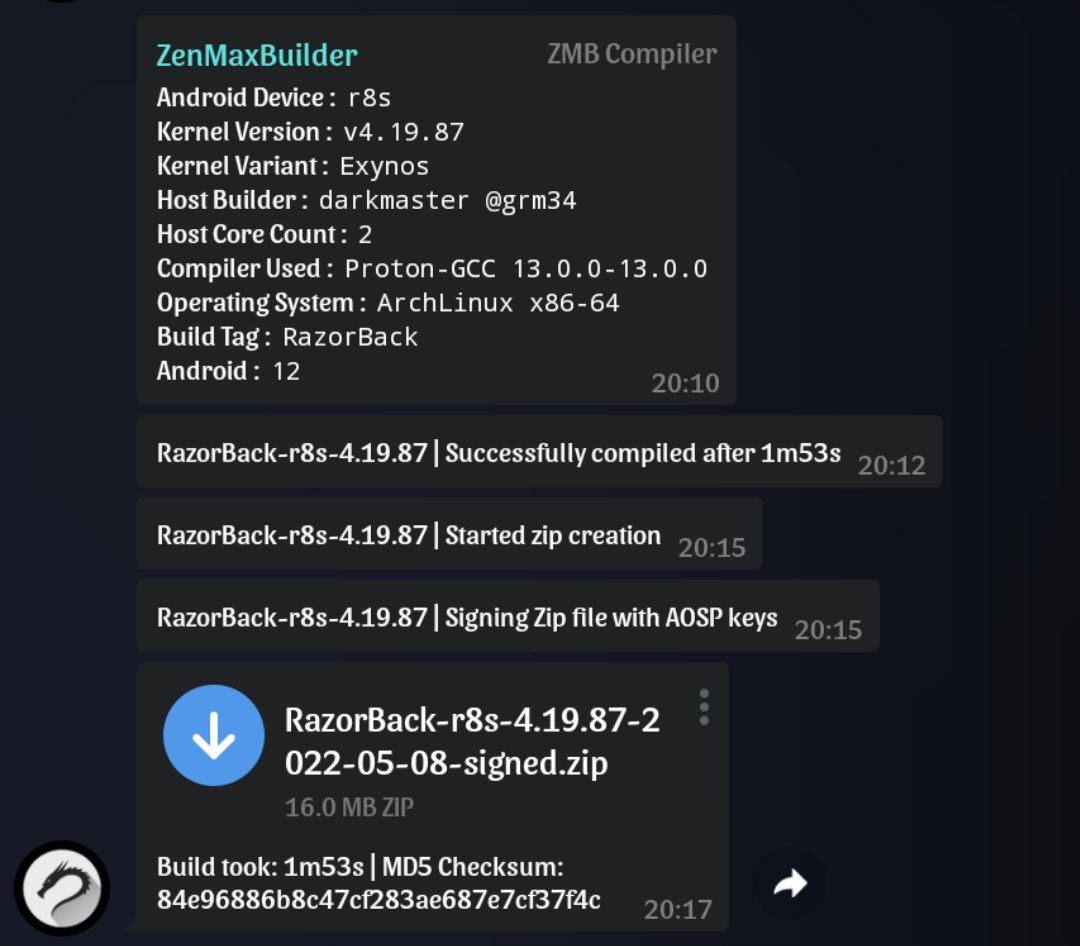 ZenMaxBuilder ZMB Compiler
Android Device : r8s
Kernel Version : v4.19.87
Kernel Variant : Exynos
Host Builder : darkmaster @grm34
Host Core Count : 2
Compiler Used : Proton-GCC 13.0.0-13.0.0
Operating System : ArchLinux x86-64
Build Tag : RazorBack
Android : 12
20:10
RazorBack-r8s-4.19.87 | Successfully compiled after 1m53s 20:12
RazorBack-r8s-4.19.87 | Started zip creation 20:15
RazorBack-r8s-4.19.87 | Signing Zip file with AOSP keys 20:15
RazorBack-r8s-4.19.87-2
022-05-08-signed.zip
16.0 MB ZIP
Build took: 1m53s | MD5 Checksum:
84e96886b8c47cf283ae687e7cf37f4c 20:17